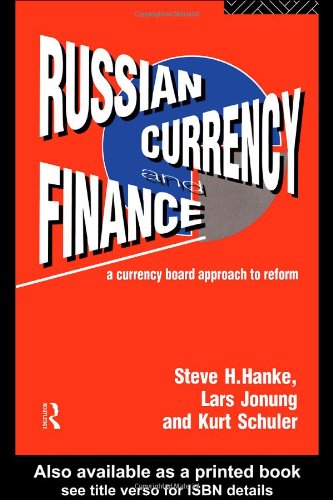 RUSSIAN
CURRENCY
and
FINANCE
a currency board approach to reform
Steve H.Hanke,
Lars Jonung
and Kurt Schuler
ROUTLEDGE
Also available as a printed book
see title verso for ISBN details